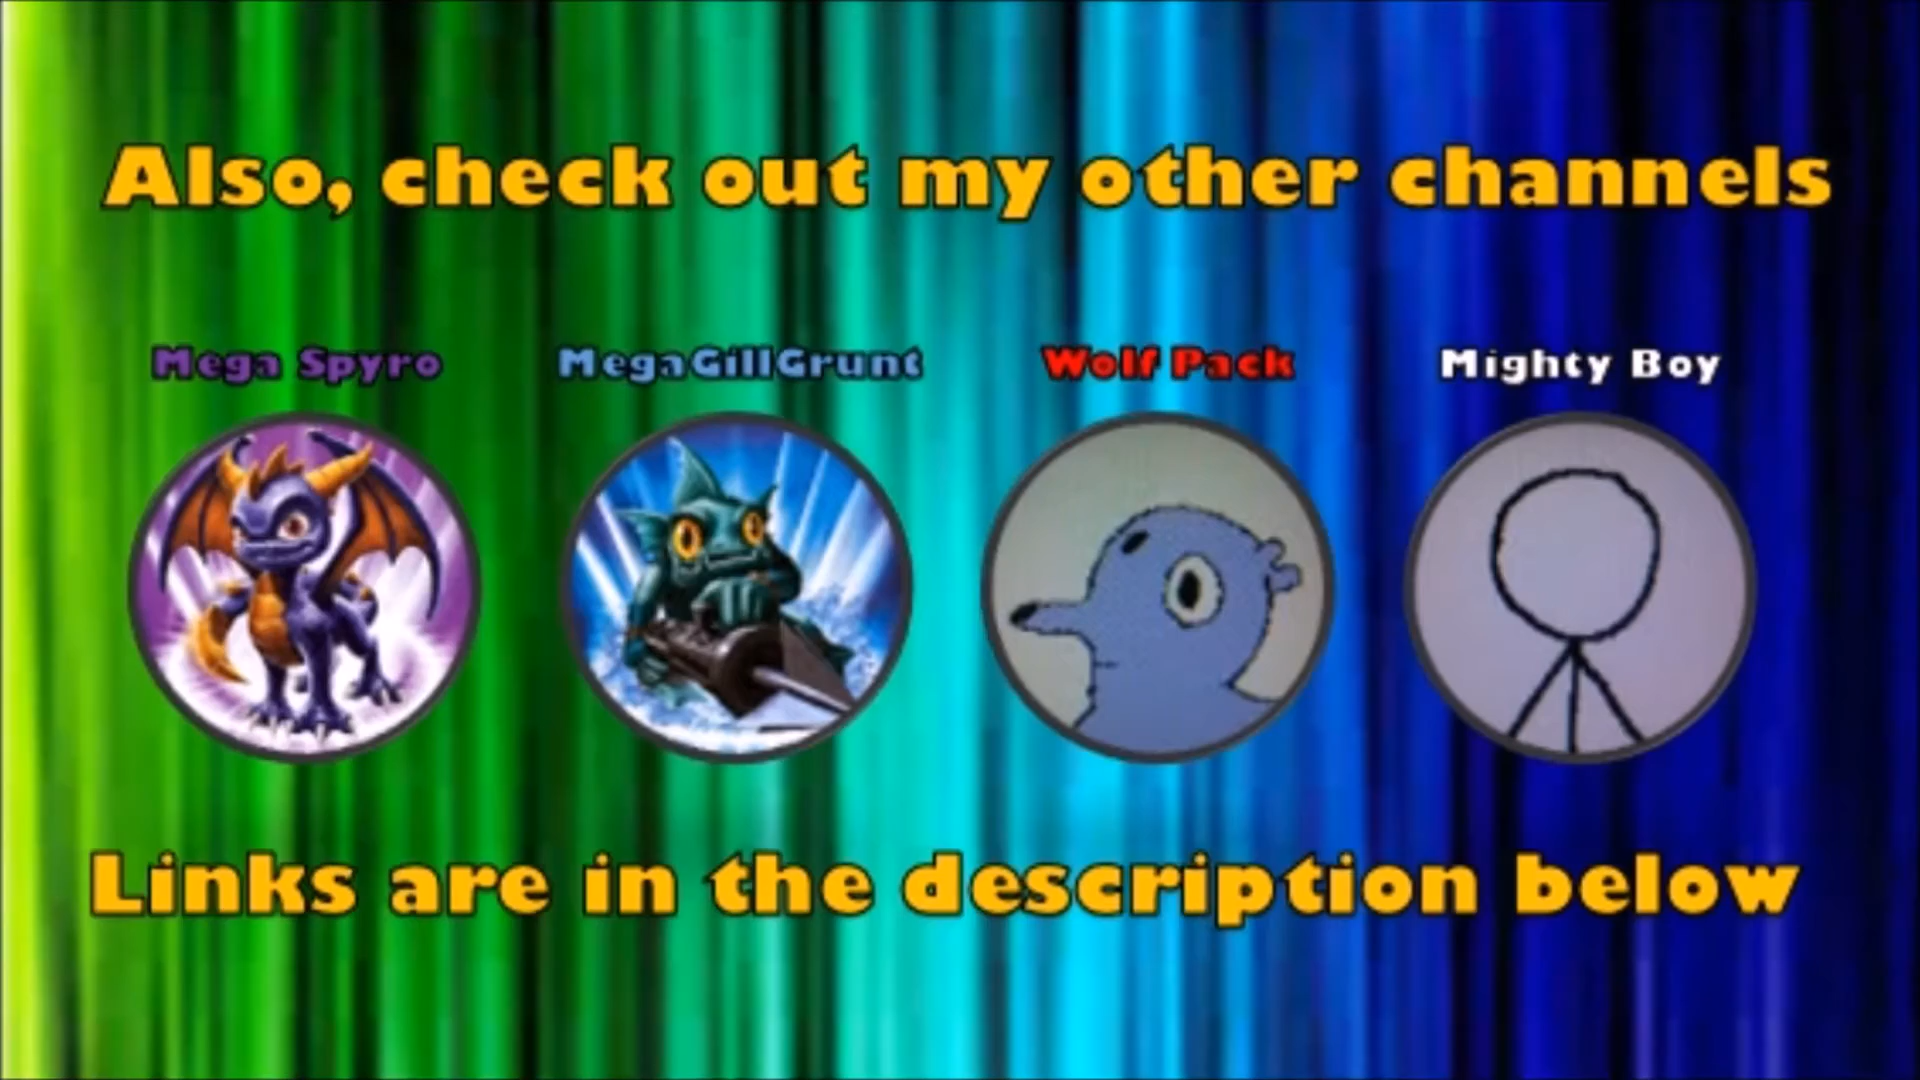 Also, check out my other channels
Mega Spyro
MegaGillGrunt
Wolf Pack
Mighty Boy
Links are in the description below